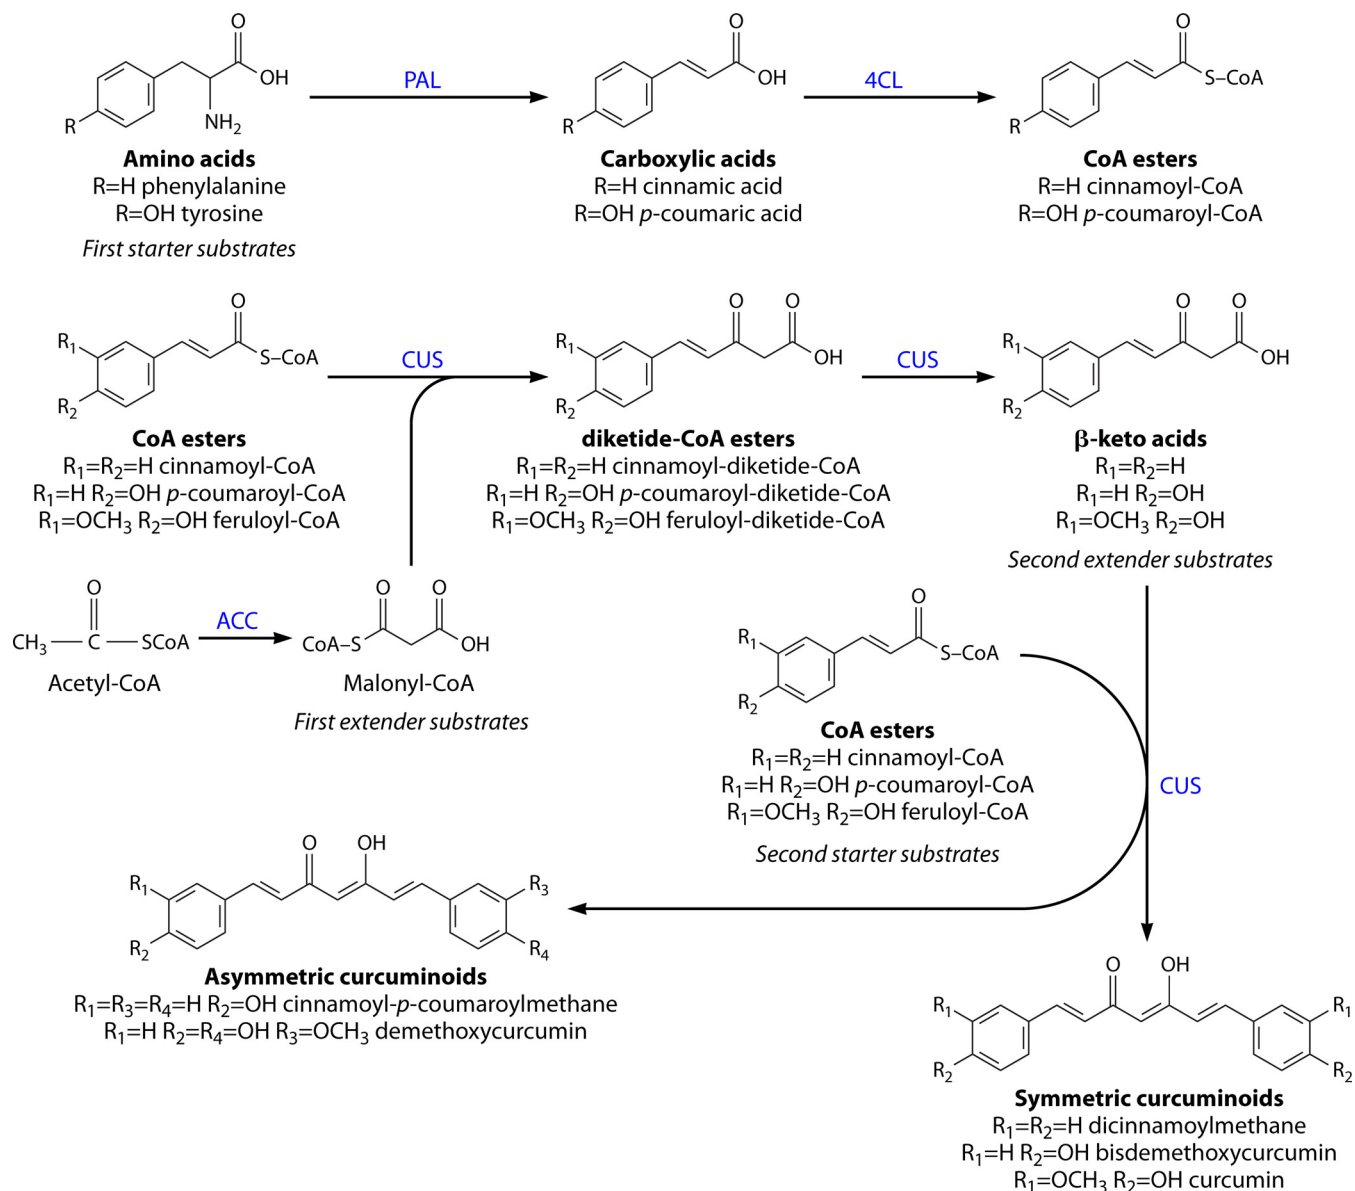 O
OH
NH2
R
PAL
O
OH
R
4CL
O
S–CoA
R
Amino acids
R=H phenylalanine
R=OH tyrosine
First starter substrates
Carboxylic acids
R=H cinnamic acid
R=OH p-coumaric acid
CoA esters
R=H cinnamoyl-CoA
R=OH p-coumaroyl-CoA
O
R1
S–CoA
R2
CUS
O O
R1
OH
R2
CUS
O O
R1
OH
R2
CoA esters
R1=R2=H cinnamoyl-CoA
R1=H R2=OH p-coumaroyl-CoA
R1=OCH3 R2=OH feruloyl-CoA
diketide-CoA esters
R1=R2=H cinnamoyl-diketide-CoA
R1=H R2=OH p-coumaroyl-diketide-CoA
R1=OCH3 R2=OH feruloyl-diketide-CoA
β-keto acids
R1=R2=H
R1=H R2=OH
R1=OCH3 R2=OH
Second extender substrates
O
CH3 C SCoA
Acetyl-CoA
ACC
O O
CoA–S OH
Malonyl-CoA
First extender substrates
O
R1
S–CoA
R2
CoA esters
R1=R2=H cinnamoyl-CoA
R1=H R2=OH p-coumaroyl-CoA
R1=OCH3 R2=OH feruloyl-CoA
Second starter substrates
CUS
O OH
R1 R3
R2 R4
Asymmetric curcuminoids
R1=R3=R4=H R2=OH cinnamoyl-p-coumaroylmethane
R1=H R2=R4=OH R3=OCH3 demethoxycurcumin
O OH
R1 R1
R2 R2
Symmetric curcuminoids
R1=R2=H dicinnamoylmethane
R1=H R2=OH bisdemethoxycurcumin
R1=OCH3 R2=OH curcumin